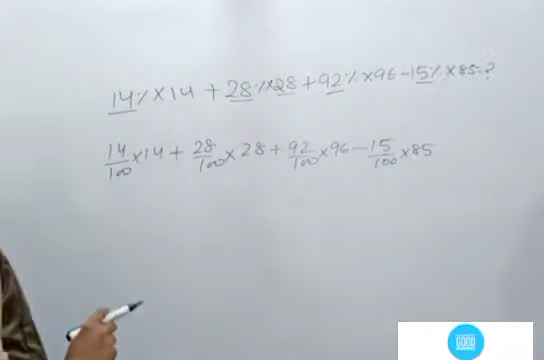 14% × 14 + 28% × 28 + 92% × 96 - 15% × 85 = ?
14/100 × 14 + 28/100 × 28 + 92/100 × 96 - 15/100 × 85
GOOD